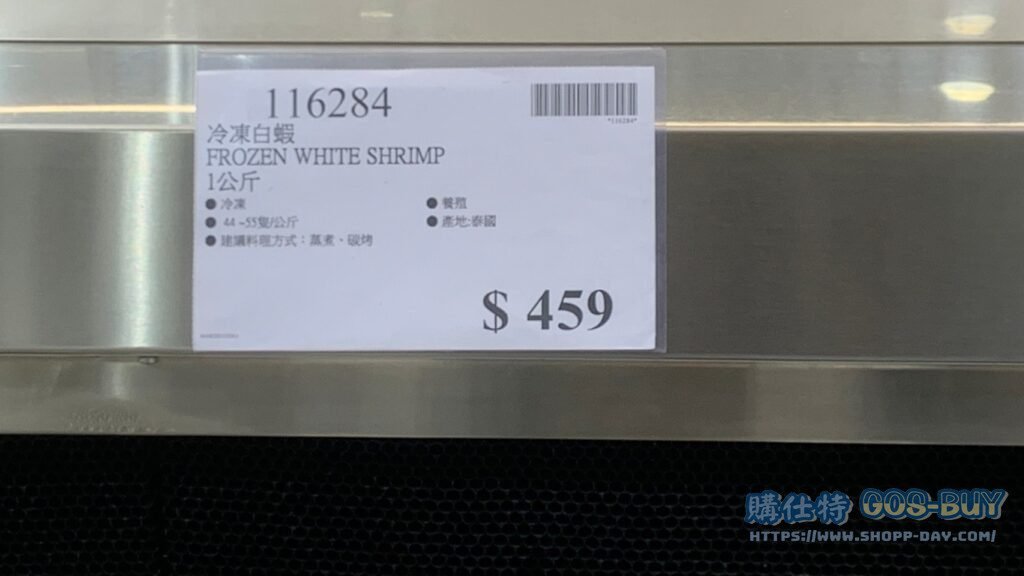 116284
*116284*
冷凍白蝦
FROZEN WHITE SHRIMP
1公斤
● 冷凍
● 養殖
● 44 ~55隻/公斤
● 產地:泰國
● 建議料理方式：蒸煮、碳烤
$ 459
購仕特 GOS-BUY
HTTPS://WWW.SHOPP-DAY.COM/